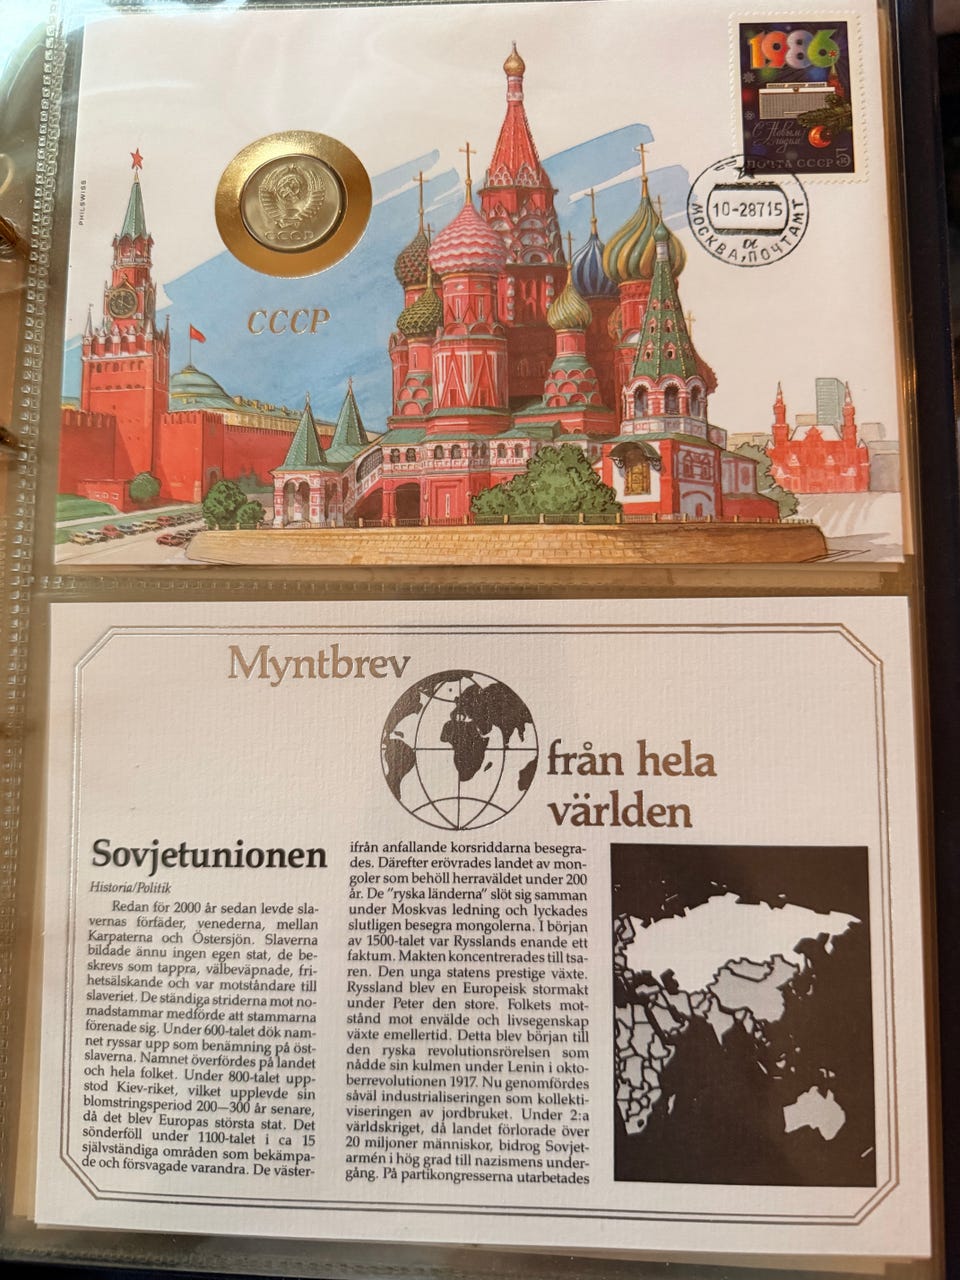 PHILSWISS
СССР
СССР
1986
С Новым
годом!
ПОЧТА СССР
5
К
10-28715
МОСКВА, ПОЧТАМТ
Myntbrev
från hela
världen
Sovjetunionen
Historia/Politik
Redan för 2000 år sedan levde sla-
vernas förfäder, venederna, mellan
Karpaterna och Östersjön. Slaverna
bildade ännu ingen egen stat, de be-
skrevs som tappra, välbeväpnade, fri-
hetsälskande och var motståndare till
slaveriet. De ständiga striderna mot no-
madstammar medförde att stammarna
förenade sig. Under 600-talet dök nam-
net ryssar upp som benämning på öst-
slaverna. Namnet överfördes på landet
och hela folket. Under 800-talet upp-
stod Kiev-riket, vilket upplevde sin
blomstringsperiod 200—300 år senare,
då det blev Europas största stat. Det
sönderföll under 1100-talet i ca 15
självständiga områden som bekämpa-
de och försvagade varandra. De väster-
ifrån anfallande korsriddarna besegra-
des. Därefter erövrades landet av mon-
goler som behöll herraväldet under 200
år. De ”ryska länderna” slöt sig samman
under Moskvas ledning och lyckades
slutligen besegra mongolerna. I början
av 1500-talet var Rysslands enande ett
faktum. Makten koncentrerades till tsa-
ren. Den unga statens prestige växte.
Ryssland blev en Europeisk stormakt
under Peter den store. Folkets mot-
stånd mot envälde och livsegenskap
växte emellertid. Detta blev början till
den ryska revolutionsrörelsen som
nådde sin kulmen under Lenin i okto-
berrevolutionen 1917. Nu genomfördes
såväl industrialiseringen som kollekti-
viseringen av jordbruket. Under 2:a
världskriget, då landet förlorade över
20 miljoner människor, bidrog Sovjet-
armén i hög grad till nazismens under-
gång. På partikongresserna utarbetades